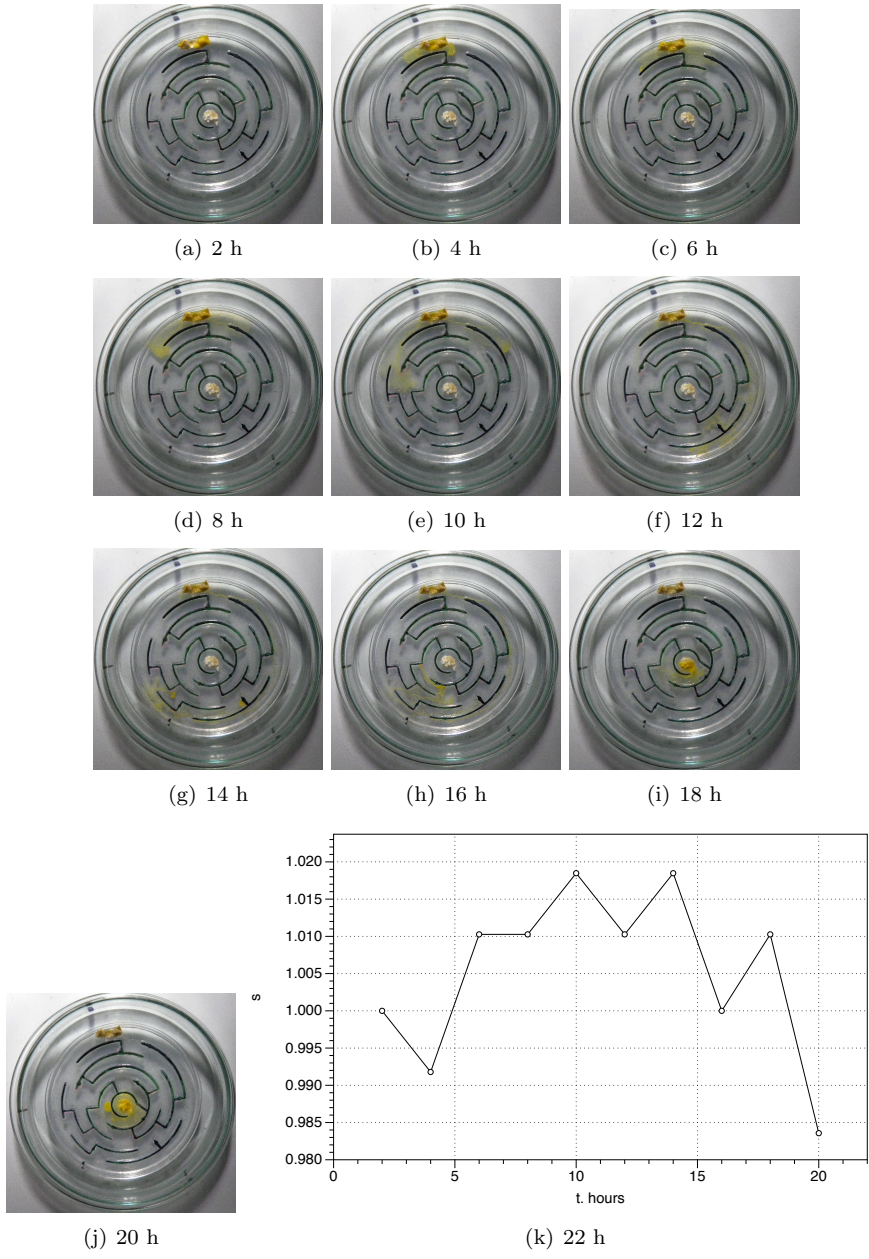 (a) 2 h (b) 4 h (c) 6 h
(d) 8 h (e) 10 h (f) 12 h
(g) 14 h (h) 16 h (i) 18 h
1.020
1.015
1.010
1.005
1.000
0.995
0.990
0.985
0.980
s
0 5 10 15 20
t. hours
(j) 20 h (k) 22 h